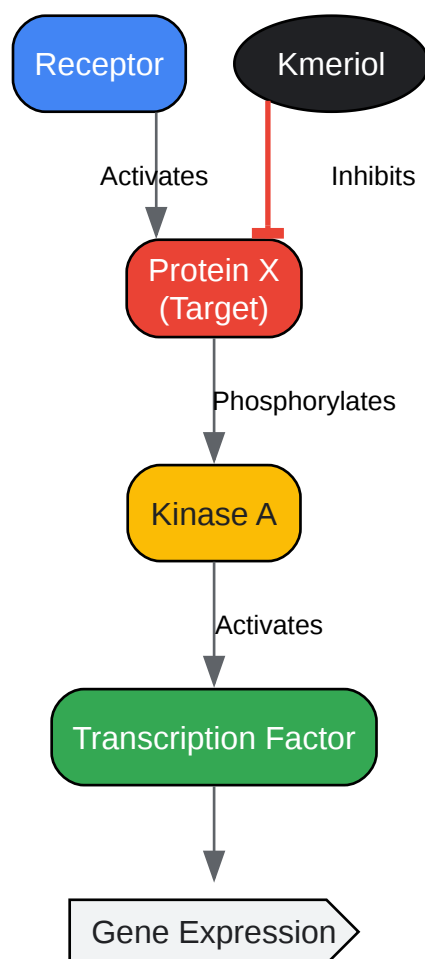 Receptor
Kmeriol
Activates
Inhibits
Protein X
(Target)
Phosphorylates
Kinase A
Activates
Transcription Factor
Gene Expression